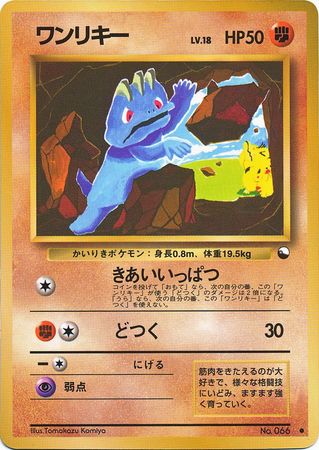 ワンリキー LV.18 HP50
かいりきポケモン：身長0.8m、体重19.5kg
きあいいっぱつ
コインを投げて「おもて」なら、次の自分の番、この「ワン
リキー」が使う「どつく」のダメージは2倍になる。
「うら」なら、次の自分の番、この「ワンリキー」は「ど
つく」を使えない。
どつく 30
にげる
弱点
筋肉をきたえるのが大
好きで、様々な格闘技
にいどみ、ますます強
く育っていく。
Illus.Tomokazu Komiya
No.066